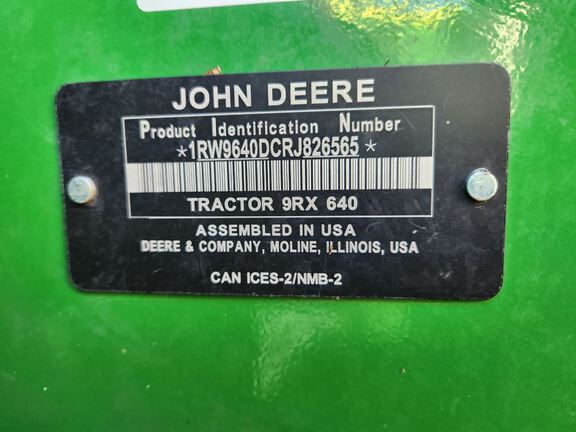 JOHN DEERE
Product Identification Number
*1RW9640DCRJ826565*
TRACTOR 9RX 640
ASSEMBLED IN USA
DEERE & COMPANY, MOLINE, ILLINOIS, USA
CAN ICES-2/NMB-2